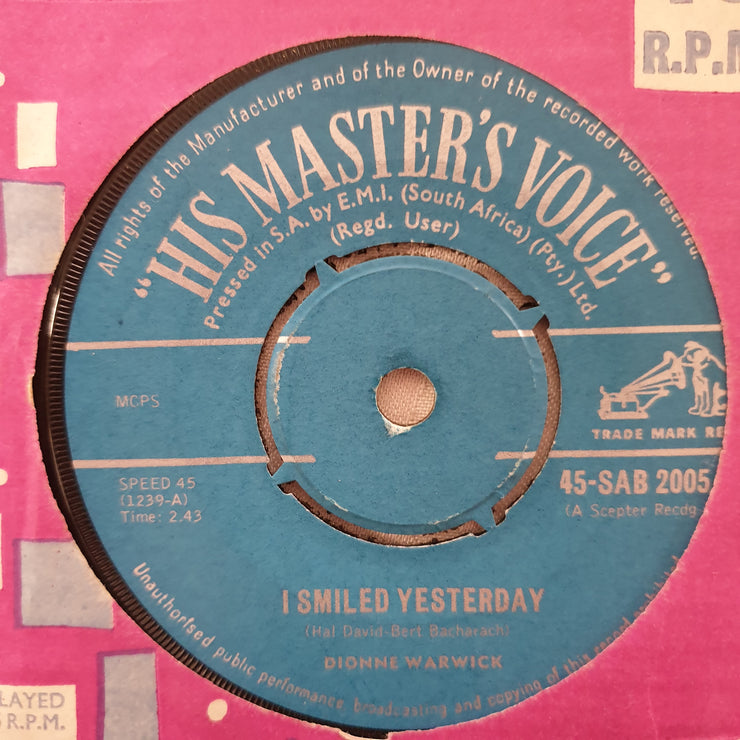 R.P.M
All rights of the Manufacturer and of the Owner of the recorded work reserved.
"HIS MASTER'S VOICE"
Pressed in S.A. by E.M.I. (South Africa) (Pty.) Ltd.
(Regd. User)
MCPS
TRADE MARK RE
SPEED 45
(1239-A)
Time: 2.43
45-SAB 2005
(A Scepter Recdg
I SMILED YESTERDAY
(Hal David-Bert Bacharach)
DIONNE WARWICK
Unauthorised public performance broadcasting and copying of this record
LAYED
R.P.M.